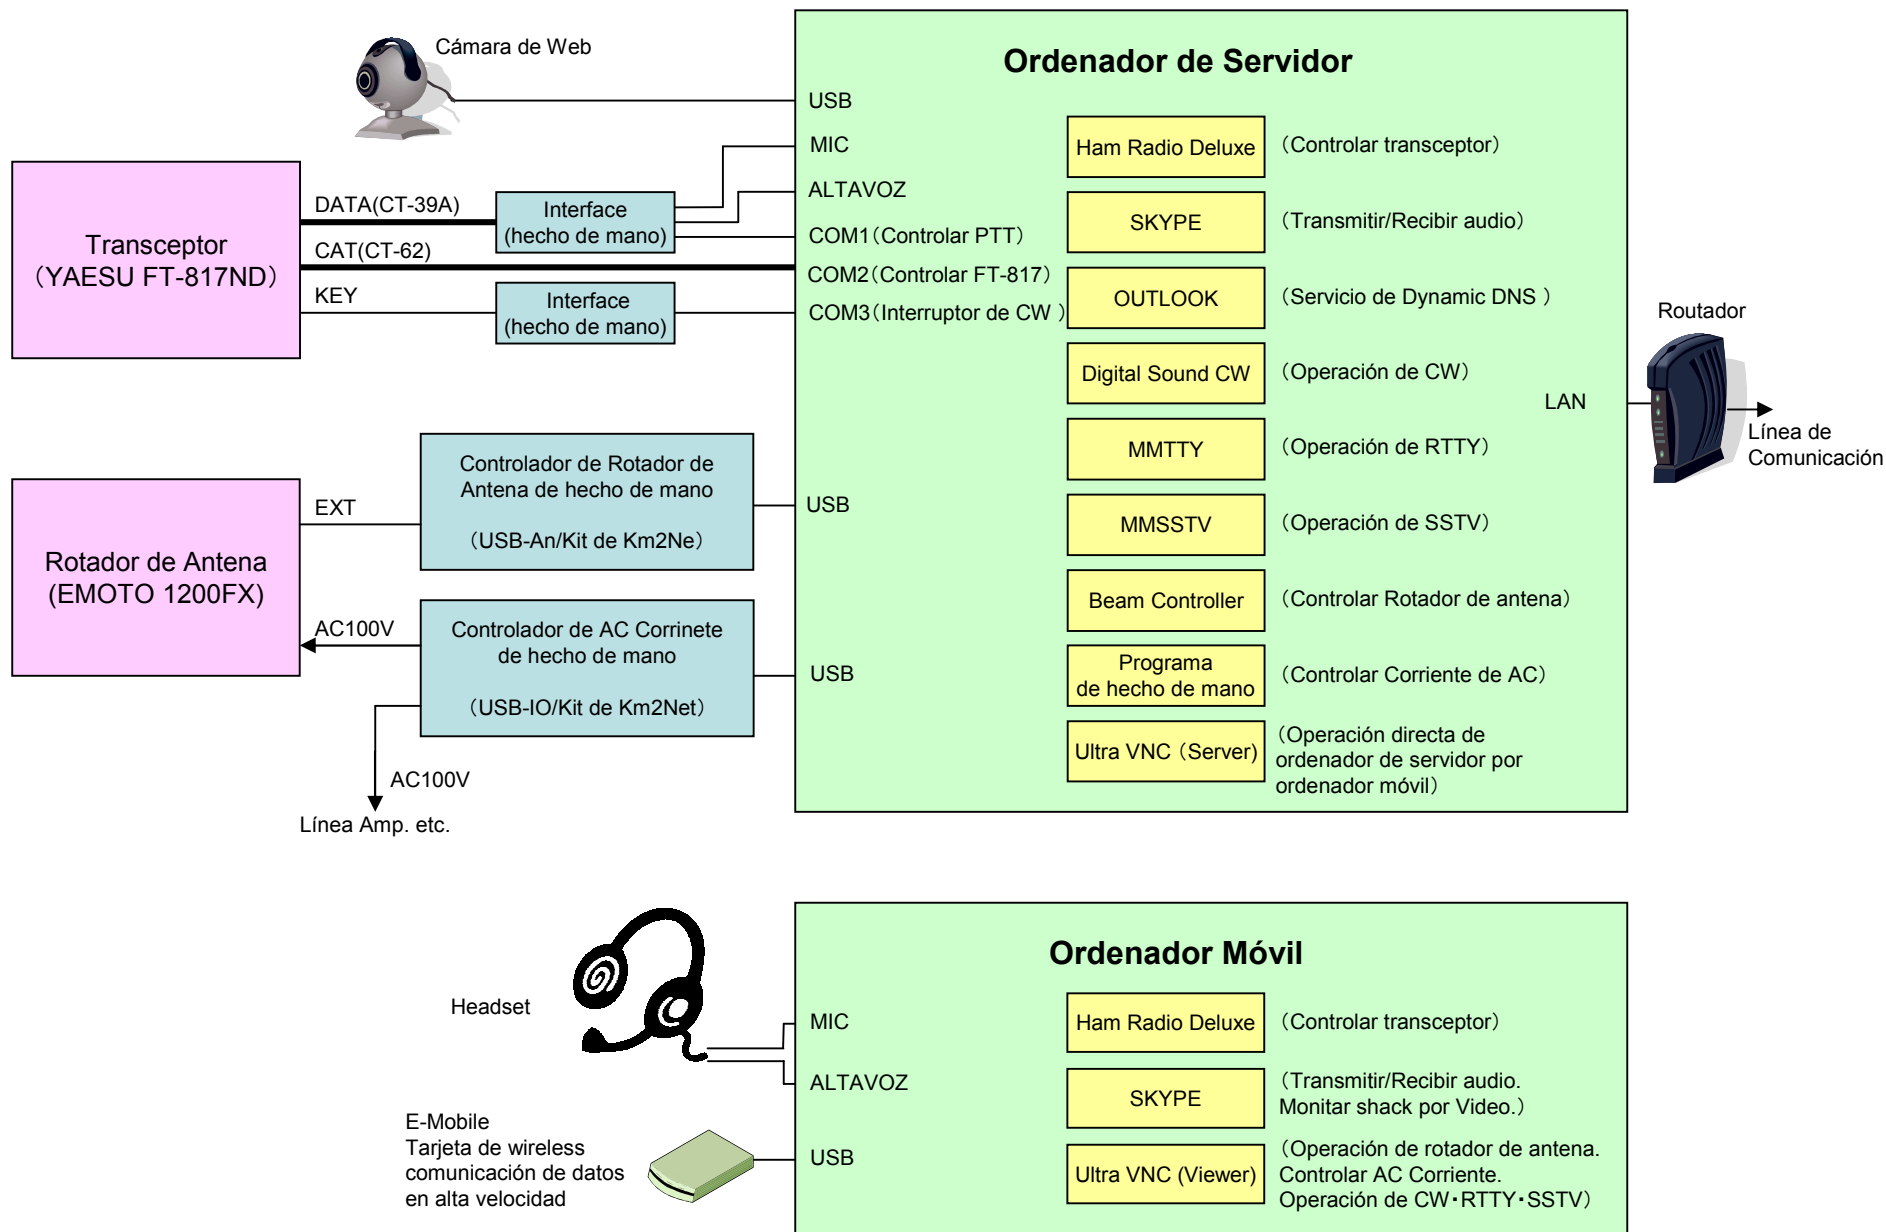 Cámara de Web
Ordenador de Servidor
USB
MIC
ALTAVOZ
COM1（Controlar PTT）
COM2（Controlar FT-817）
COM3（Interruptor de CW ）
Transceptor
（YAESU FT-817ND）
DATA(CT-39A)
CAT(CT-62)
KEY
Interface
(hecho de mano)
Interface
(hecho de mano)
Ham Radio Deluxe
（Controlar transceptor）
SKYPE
（Transmitir/Recibir audio）
OUTLOOK
（Servicio de Dynamic DNS ）
Digital Sound CW
（Operación de CW）
MMTTY
（Operación de RTTY）
MMSSTV
（Operación de SSTV）
Beam Controller
（Controlar Rotador de antena）
Programa
de hecho de mano
（Controlar Corriente de AC）
Ultra VNC（Server)
（Operación directa de
ordenador de servidor por
ordenador móvil）
LAN
Routador
Línea de
Comunicación
Rotador de Antena
(EMOTO 1200FX)
EXT
AC100V
Controlador de Rotador de
Antena de hecho de mano
（USB-An/Kit de Km2Ne）
USB
Controlador de AC Corrinete
de hecho de mano
（USB-IO/Kit de Km2Net）
USB
AC100V
Línea Amp. etc.
Ordenador Móvil
Headset
MIC
ALTAVOZ
USB
E-Mobile
Tarjeta de wireless
comunicación de datos
en alta velocidad
Ham Radio Deluxe
（Controlar transceptor）
SKYPE
（Transmitir/Recibir audio.
Monitar shack por Video.）
Ultra VNC (Viewer)
（Operación de rotador de antena.
Controlar AC Corriente.
Operación de CW・RTTY・SSTV）